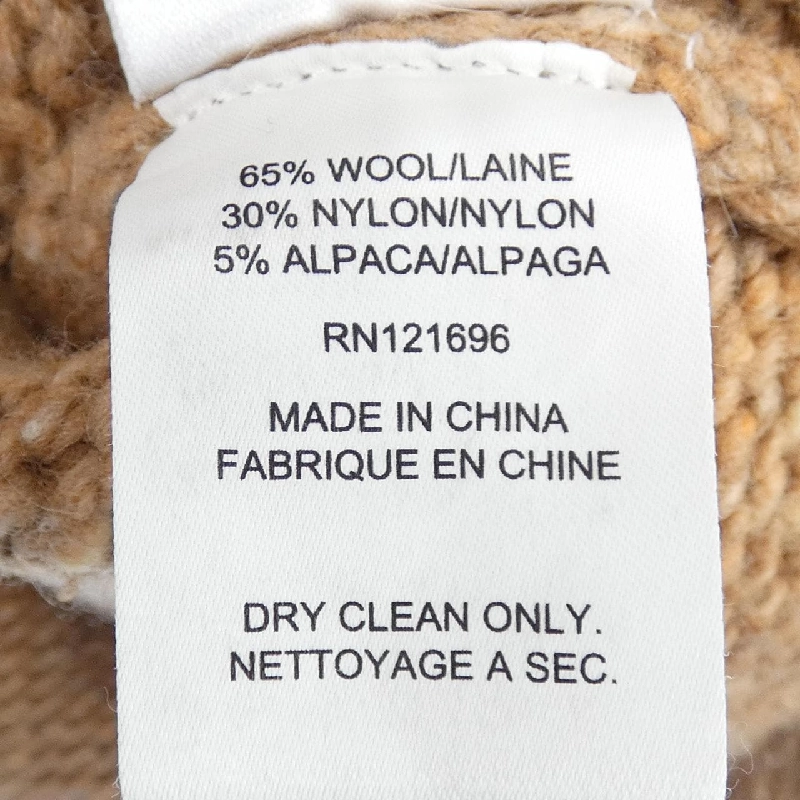 65% WOOL/LAINE
30% NYLON/NYLON
5% ALPACA/ALPAGA
RN121696
MADE IN CHINA
FABRIQUE EN CHINE
DRY CLEAN ONLY.
NETTOYAGE A SEC.